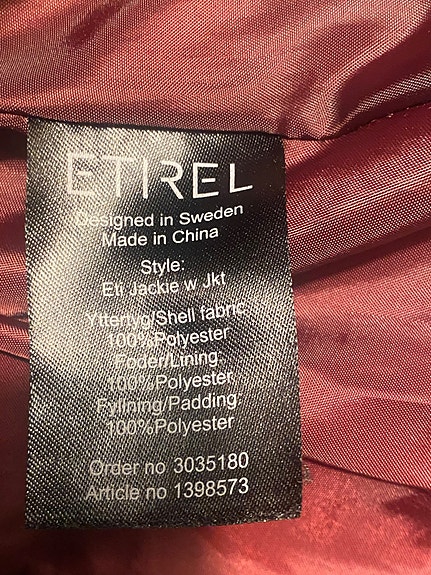 ETIREL
Designed in Sweden
Made in China
Style:
Eti Jackie w Jkt
Yttertyg/Shell fabric:
100%Polyester
Foder/Lining:
100%Polyester
Fyllning/Padding:
100%Polyester
Order no 3035180
Article no 1398573